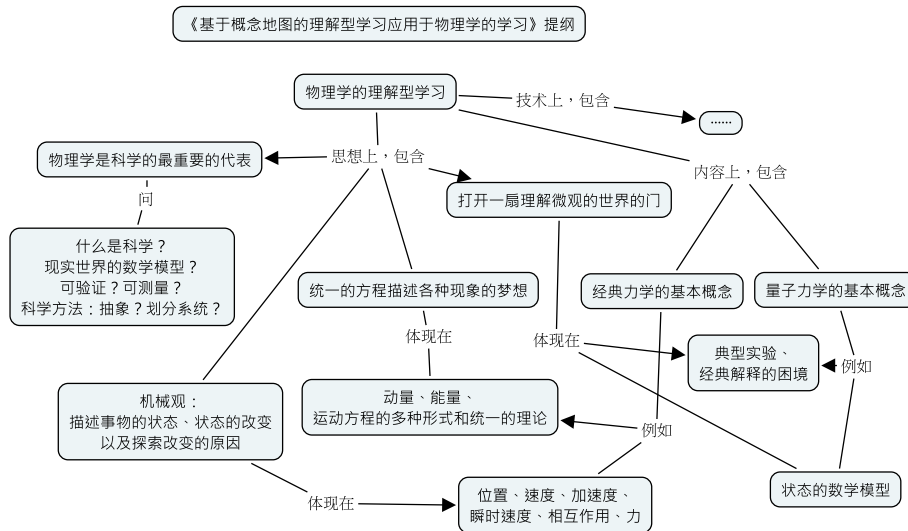 《基于概念地图的理解型学习应用于物理学的学习》提纲
物理学的理解型学习
技术上，包含
······
物理学是科学的最重要的代表
思想上，包含
内容上，包含
打开一扇理解微观的世界的门
问
什么是科学？
现实世界的数学模型？
可验证？可测量？
科学方法：抽象？划分系统？
统一的方程描述各种现象的梦想
经典力学的基本概念
量子力学的基本概念
体现在
体现在
典型实验、
经典解释的困境
例如
机械观：
描述事物的状态、状态的改变
以及探索改变的原因
动量、能量、
运动方程的多种形式和统一的理论
例如
体现在
位置、速度、加速度、
瞬时速度、相互作用、力
状态的数学模型